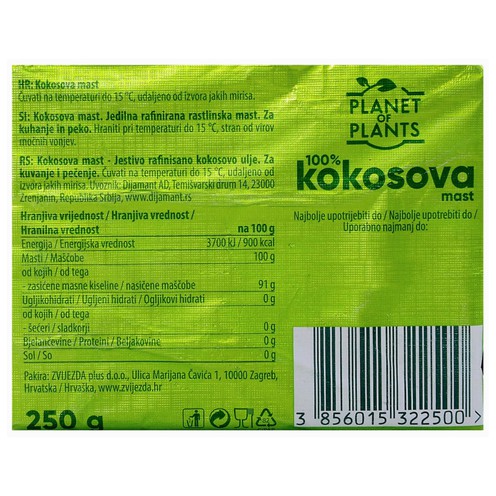 HR: Kokosova mast
Čuvati na temperaturi do 15 °C, udaljeno od izvora jakih mirisa.
SI: Kokosova mast. Jedilna rafinirana rastlinska mast. Za
kuhanje in peko. Hraniti pri temperaturi do 15 °C, stran od virov
močnih vonjev.
RS: Kokosova mast - Jestivo rafinisano kokosovo ulje. Za
kuvanje i pečenje. Čuvati na temperaturi do 15 °C, udaljeno od
izvora jakih mirisa. Uvoznik: Dijamant AD, Temišvarski drum 14, 23000
Zrenjanin, Republika Srbija, www.dijamant.rs
Hranjiva vrijednost / Hranjiva vrednost /
Hranilna vrednost na 100 g
Energija / Energijska vrednost 3700 kJ / 900 kcal
Masti / Maščobe 100 g
od kojih / od tega
- zasićene masne kiseline / nasičene maščobe 91 g
Ugljikohidrati / Ugljeni hidrati / Ogljikovi hidrati 0 g
od kojih / od tega
- šećeri / sladkorji 0 g
Bjelančevine / Proteini / Beljakovine 0 g
Sol / So 0 g
Pakira: ZVIJEZDA plus d.o.o., Ulica Marijana Čavića 1, 10000 Zagreb,
Hrvatska / Hrvaška, www.zvijezda.hr
250 g
PLANET
OF
PLANTS
100%
kokosova
mast
Najbolje upotrijebiti do / Najbolje upotrebiti do /
Uporabno najmanj do:
3 856015 322500 >